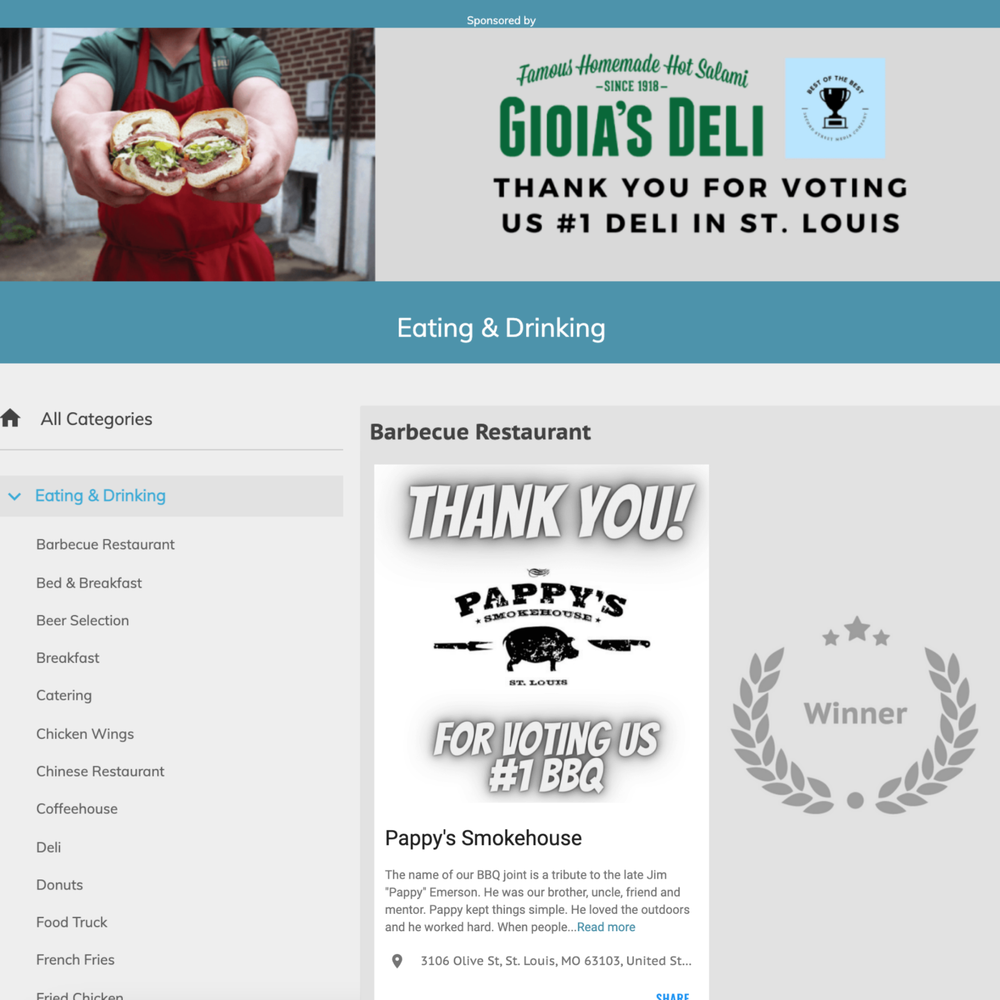 Sponsored by
DELI
Famous Homemade Hot Salami
-SINCE 1918-
GIOIA'S DELI
BEST OF THE BEST
SECOND STREET MEDIA COMPANY
THANK YOU FOR VOTING
US #1 DELI IN ST. LOUIS
Eating & Drinking
All Categories
Eating & Drinking
Barbecue Restaurant
Bed & Breakfast
Beer Selection
Breakfast
Catering
Chicken Wings
Chinese Restaurant
Coffeehouse
Deli
Donuts
Food Truck
French Fries
Fried Chicken
Barbecue Restaurant
THANK YOU!
PAPPY'S
SMOKEHOUSE
ST. LOUIS
FOR VOTING US
#1 BBQ
Winner
Pappy's Smokehouse
The name of our BBQ joint is a tribute to the late Jim
"Pappy" Emerson. He was our brother, uncle, friend and
mentor. Pappy kept things simple. He loved the outdoors
and he worked hard. When people...Read more
3106 Olive St, St. Louis, MO 63103, United St...
SHARE